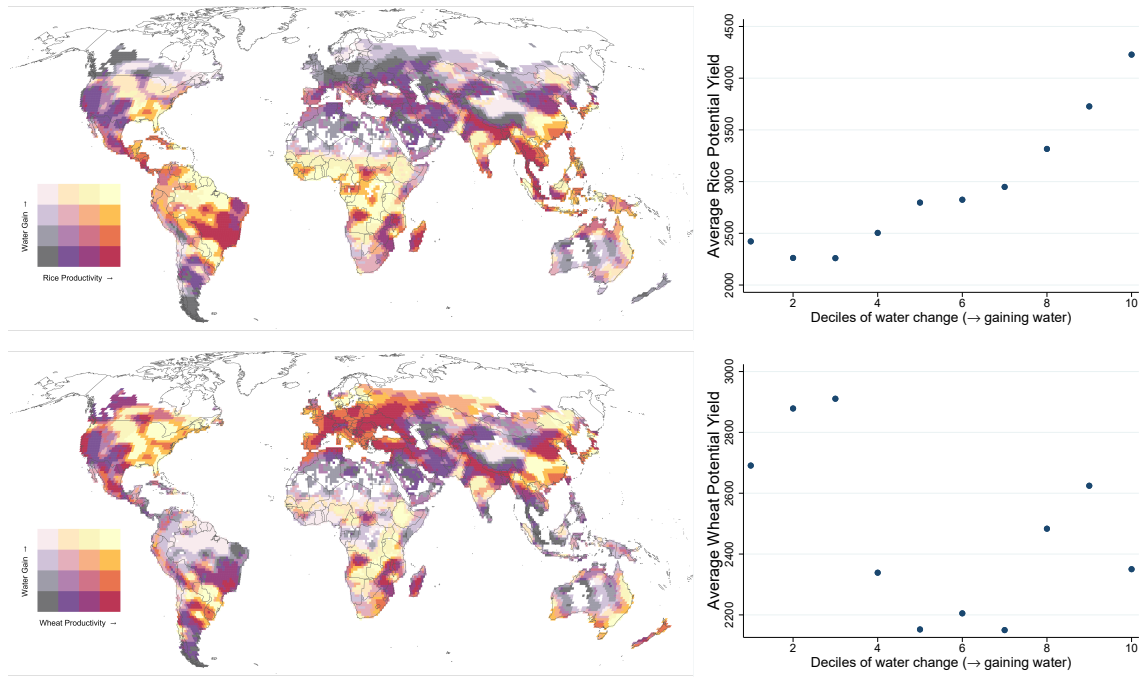 Water Gain →
Rice Productivity →
Average Rice Potential Yield
4500
4000
3500
3000
2500
2000
2 4 6 8 10
Deciles of water change (→ gaining water)
Water Gain →
Wheat Productivity →
Average Wheat Potential Yield
3000
2800
2600
2400
2200
2 4 6 8 10
Deciles of water change (→ gaining water)